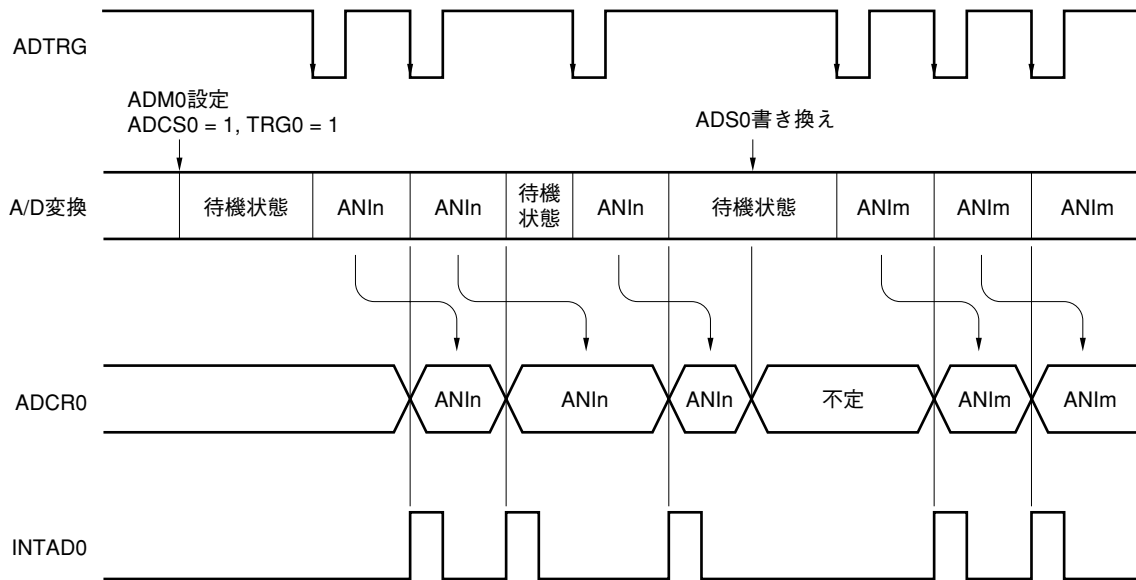 ADTRG
ADM0設定
ADCS0 = 1, TRG0 = 1
ADS0書き換え
A/D変換
待機状態
ANIn
ANIn
待機
状態
ANIn
待機状態
ANIm
ANIm
ANIm
ADCR0
ANIn
ANIn
ANIn
不定
ANIm
ANIm
INTAD0